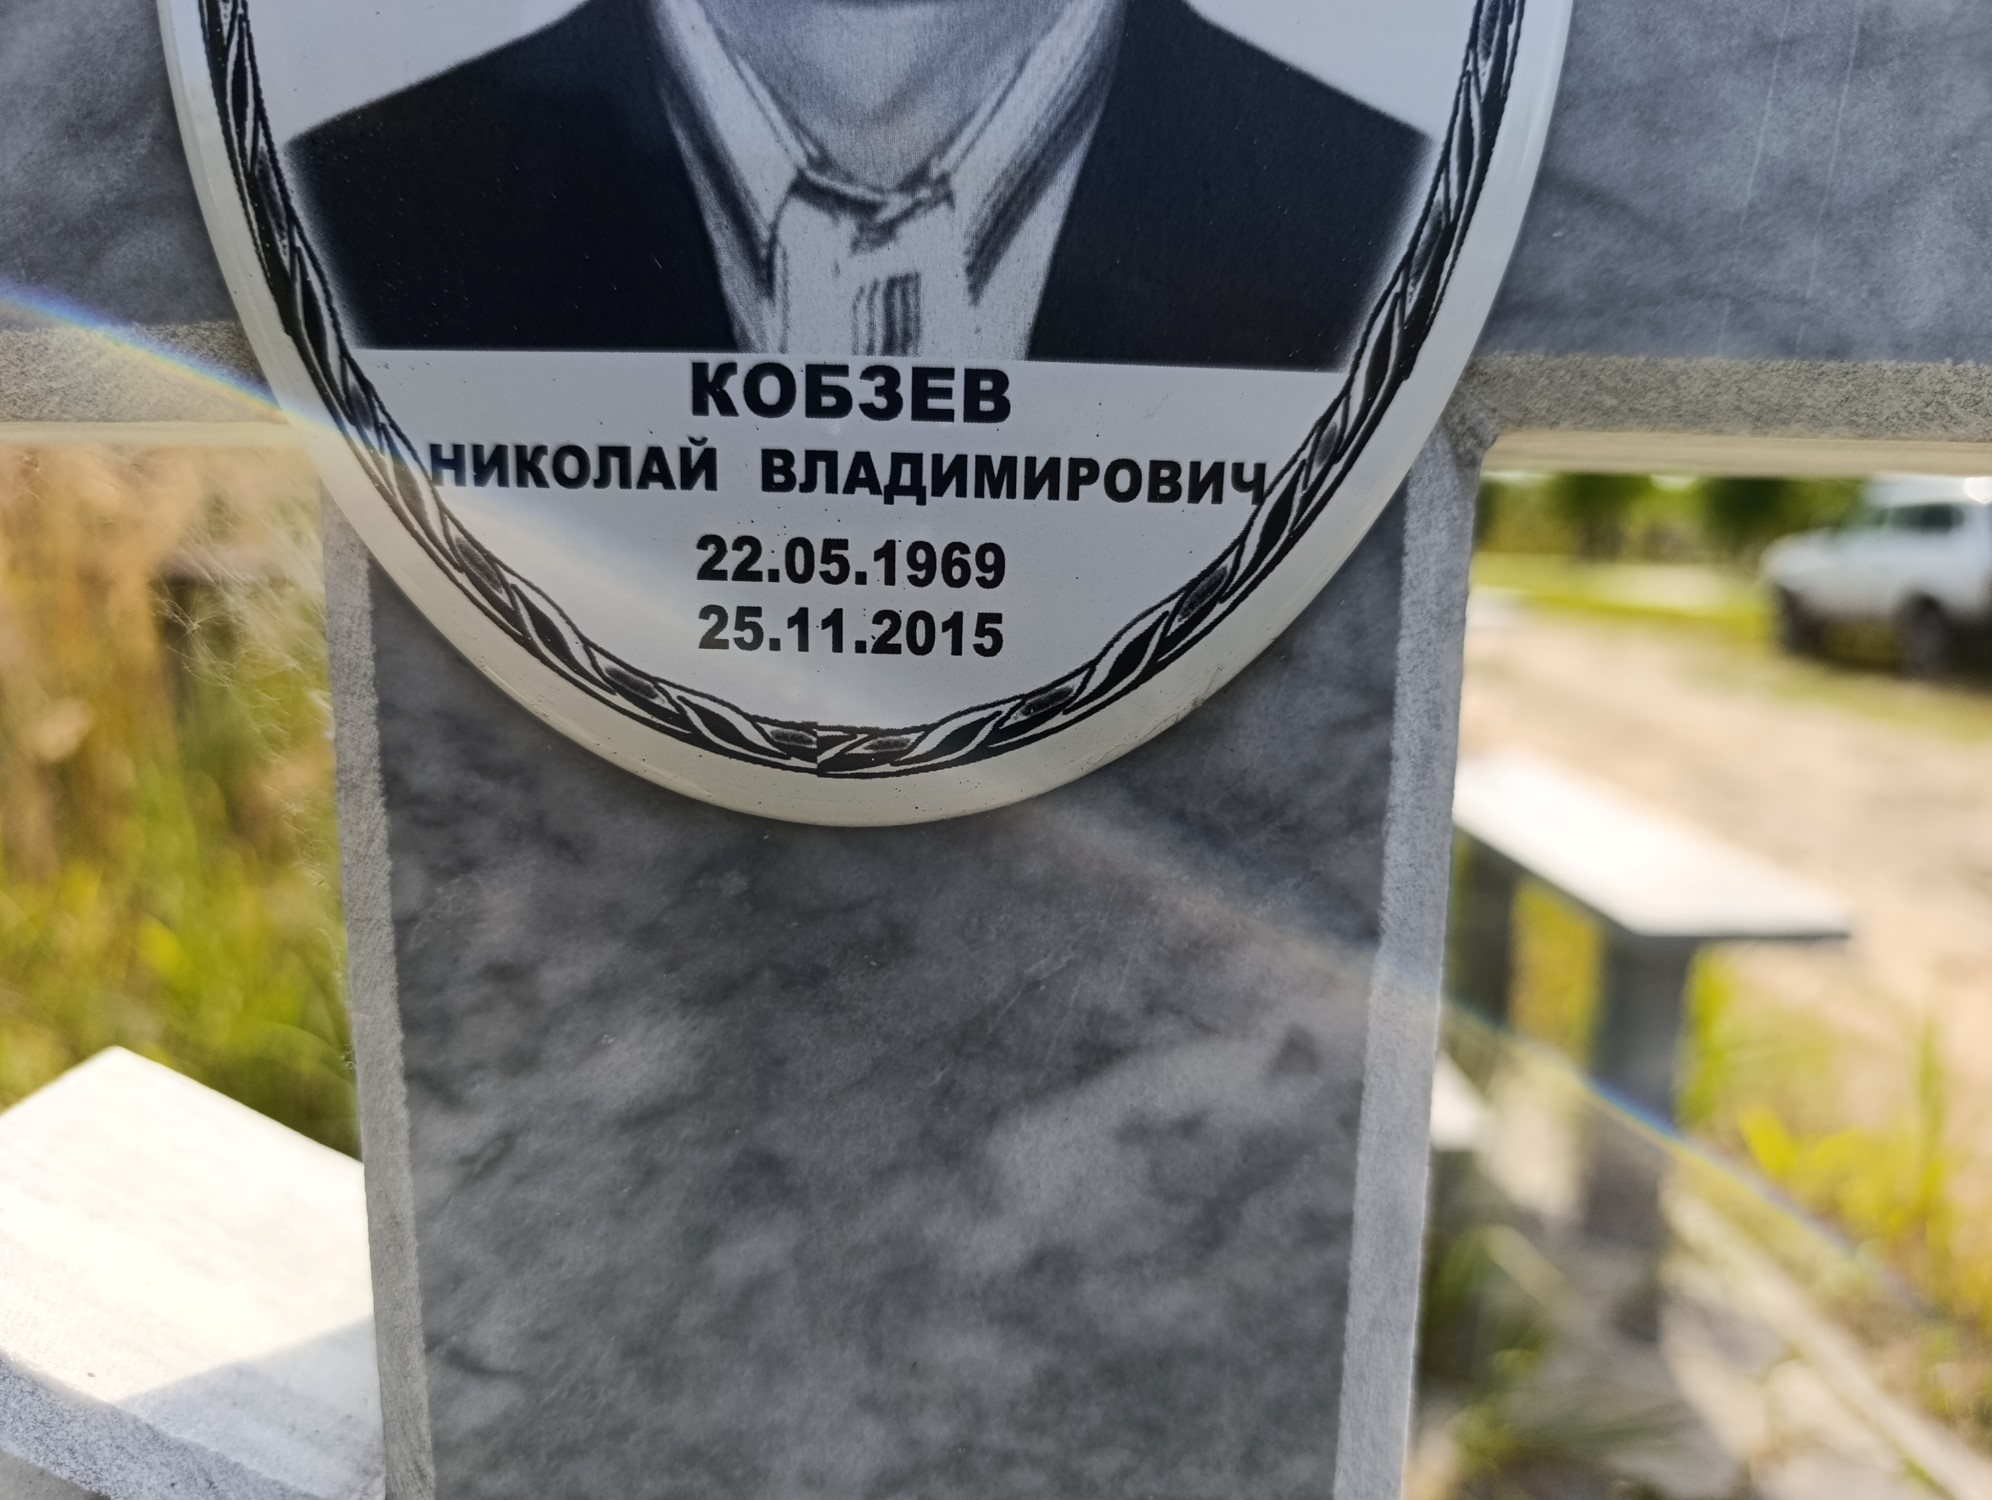 КОБЗЕВ
НИКОЛАЙ ВЛАДИМИРОВИЧ
22.05.1969
25.11.2015